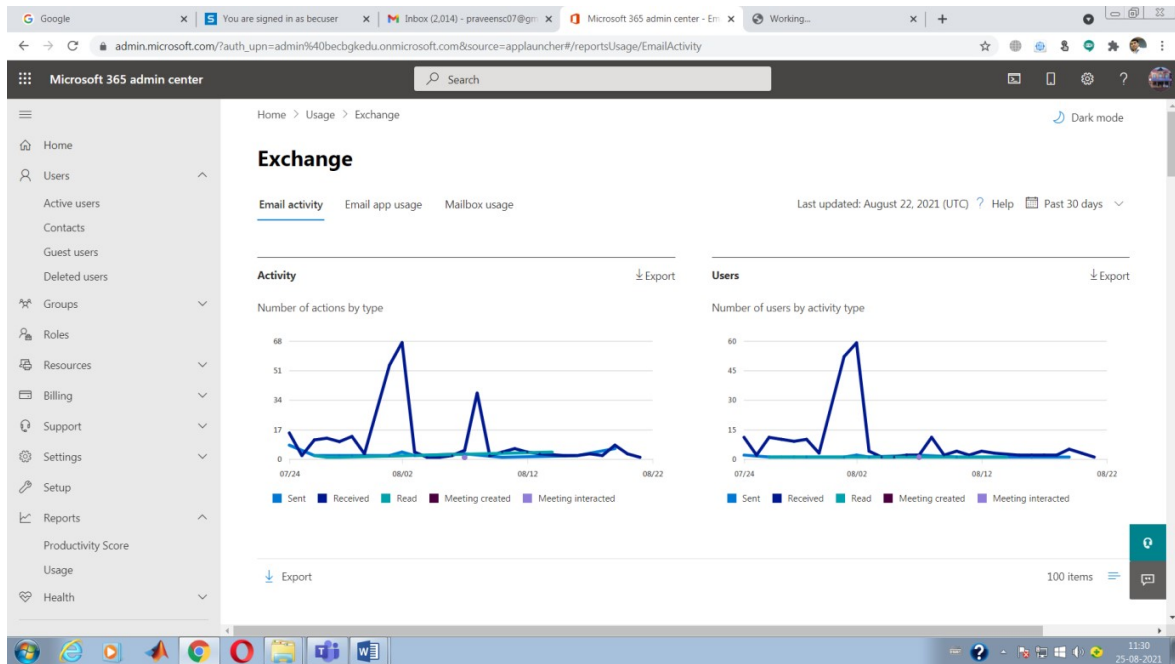 Google
You are signed in as becuser
Inbox (2,014) - praveensc07@gm
Microsoft 365 admin center - Em
Working...
admin.microsoft.com/?auth_upn=admin%40becbgkedu.onmicrosoft.com&source=applauncher#/reportsUsage/EmailActivity
Microsoft 365 admin center
Search
Home > Usage > Exchange
Dark mode
Home
Users
Active users
Contacts
Guest users
Deleted users
Groups
Roles
Resources
Billing
Support
Settings
Setup
Reports
Productivity Score
Usage
Health
Exchange
Email activity Email app usage Mailbox usage
Last updated: August 22, 2021 (UTC) ? Help Past 30 days
Activity
Export
Number of actions by type
68
51
34
17
0
07/24 08/02 08/12 08/22
Sent Received Read Meeting created Meeting interacted
Users
Export
Number of users by activity type
60
45
30
15
0
07/24 08/02 08/12 08/22
Sent Received Read Meeting created Meeting interacted
Export
100 items
11:30
25-08-2021